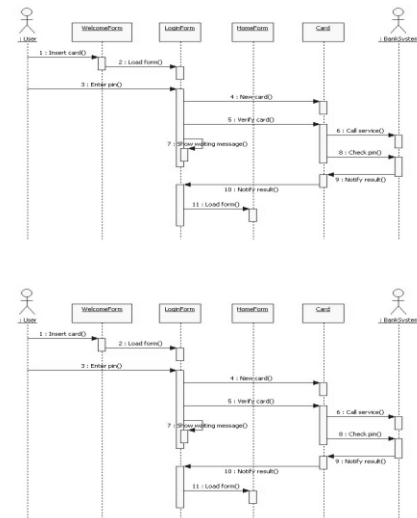 : User
WelcomeForm
LoginForm
HomeForm
Card
: BankSystem
1 : Insert card()
2 : Load form()
3 : Enter pin()
4 : New card()
5 : Verify card()
6 : Call service()
7 : Show waiting message()
8 : Check pin()
9 : Notify result()
10 : Notify result()
11 : Load form()
: User
WelcomeForm
LoginForm
HomeForm
Card
: BankSystem
1 : Insert card()
2 : Load form()
3 : Enter pin()
4 : New card()
5 : Verify card()
6 : Call service()
7 : Show waiting message()
8 : Check pin()
9 : Notify result()
10 : Notify result()
11 : Load form()